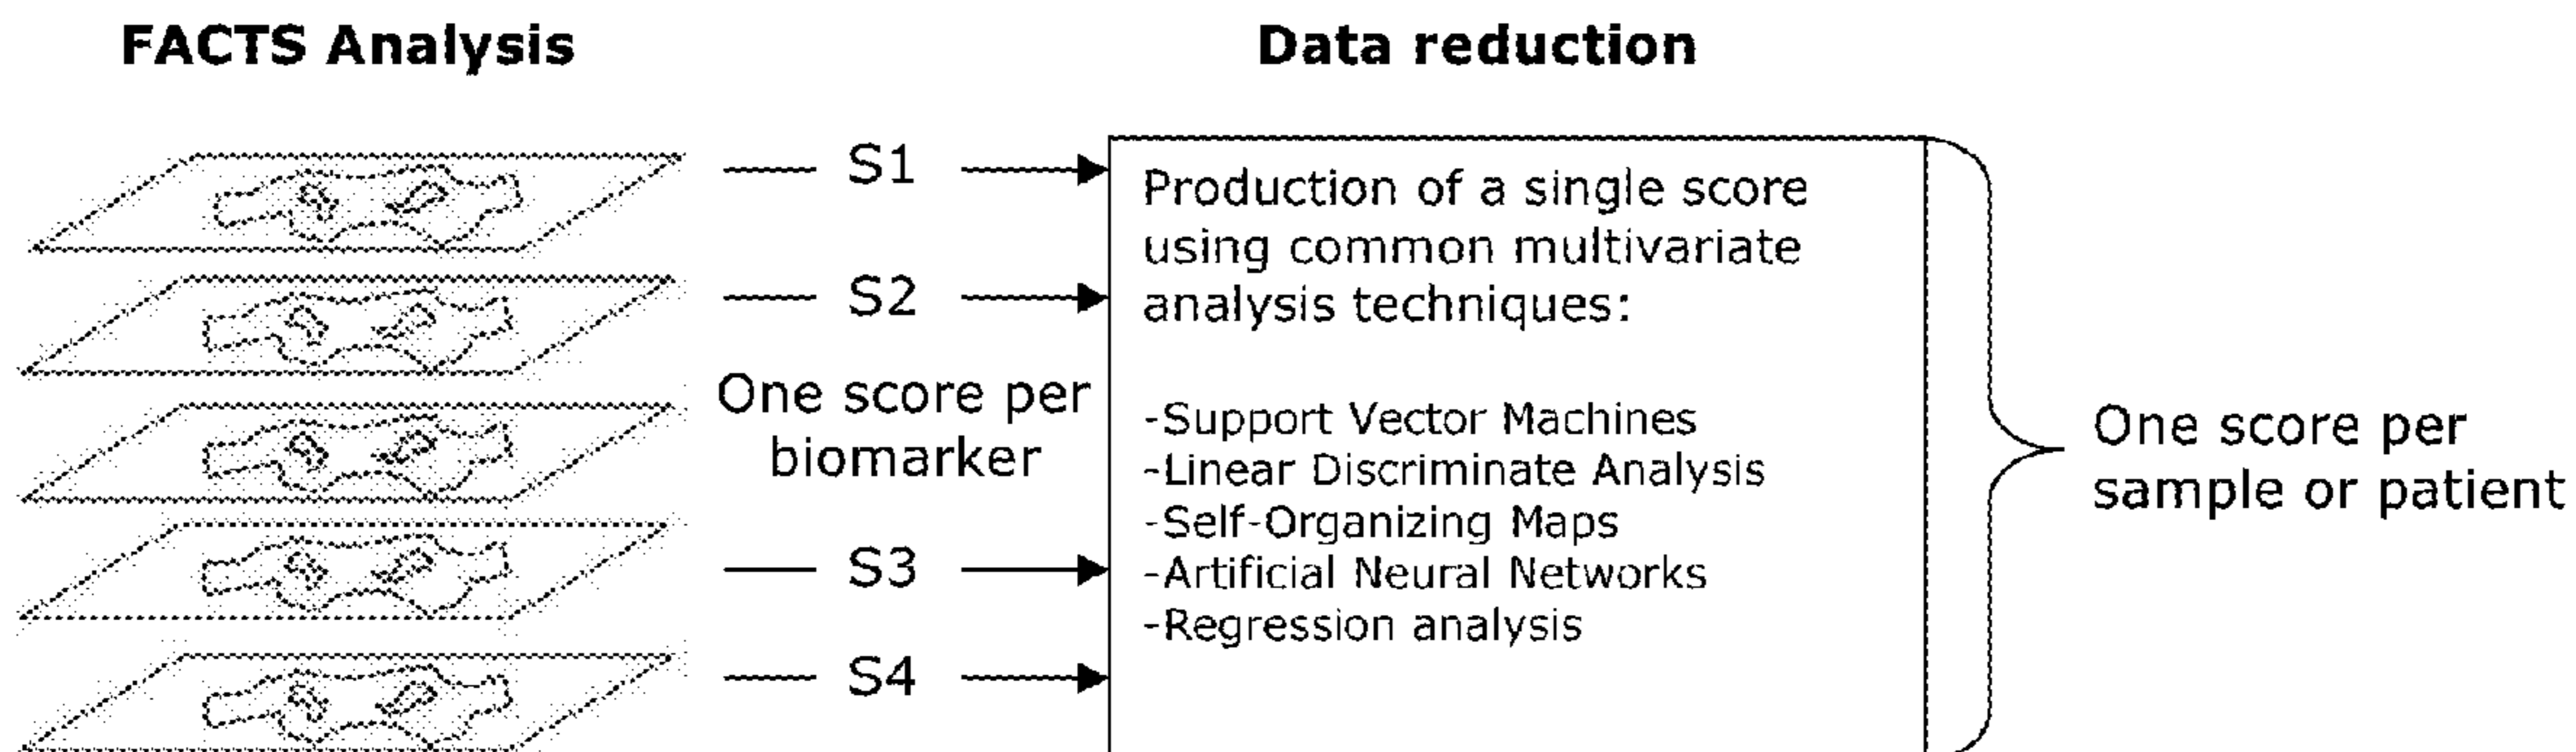 FACTS Analysis
Data reduction
S1
S2
One score per
biomarker
S3
S4
Production of a single score
using common multivariate
analysis techniques:
-Support Vector Machines
-Linear Discriminate Analysis
-Self-Organizing Maps
-Artificial Neural Networks
-Regression analysis
One score per
sample or patient